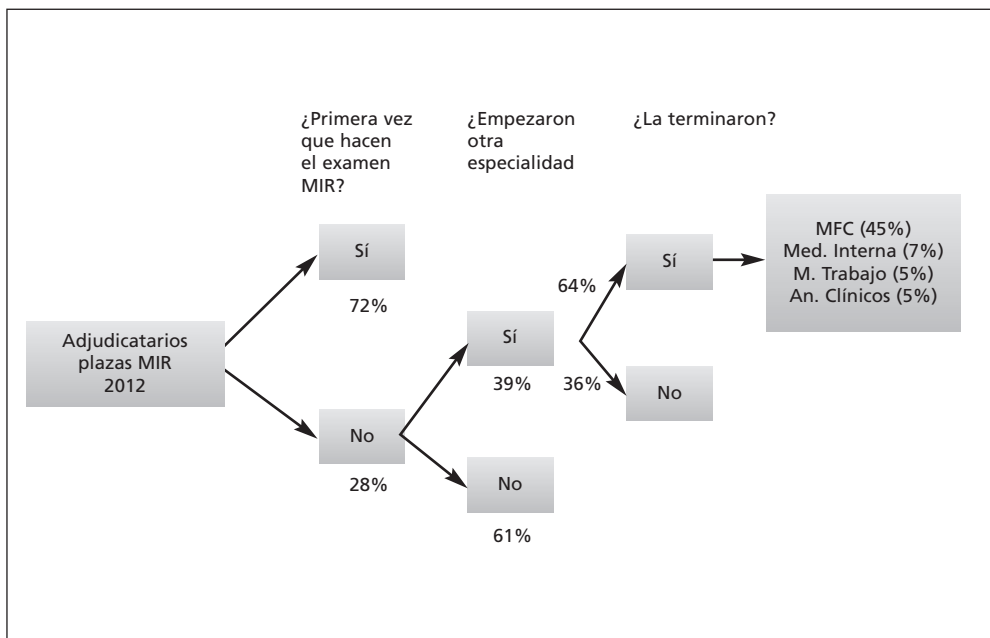 ¿Primera vez
que hacen
el examen
MIR?
¿Empezaron
otra
especialidad
¿La terminaron?
Adjudicatarios
plazas MIR
2012
Sí
72%
No
28%
Sí
39%
No
61%
64%
36%
Sí
No
MFC (45%)
Med. Interna (7%)
M. Trabajo (5%)
An. Clínicos (5%)